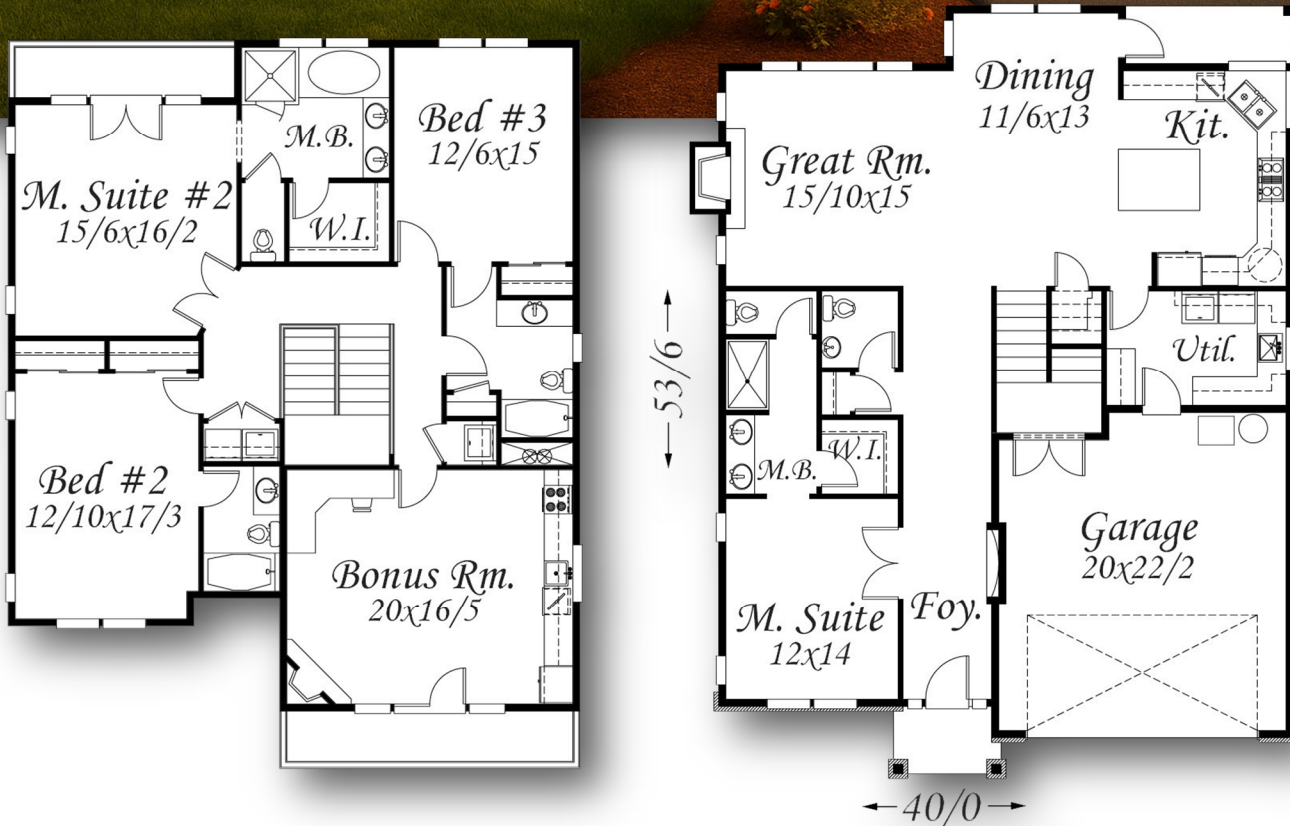 M. Suite #2
15/6x16/2
M.B.
W.I.
Bed #3
12/6x15
Bed #2
12/10x17/3
Bonus Rm.
20x16/5
Great Rm.
15/10x15
Dining
11/6x13
Kit.
Util.
53/6
M.B.
W.I.
M. Suite
12x14
Foy.
Garage
20x22/2
40/0